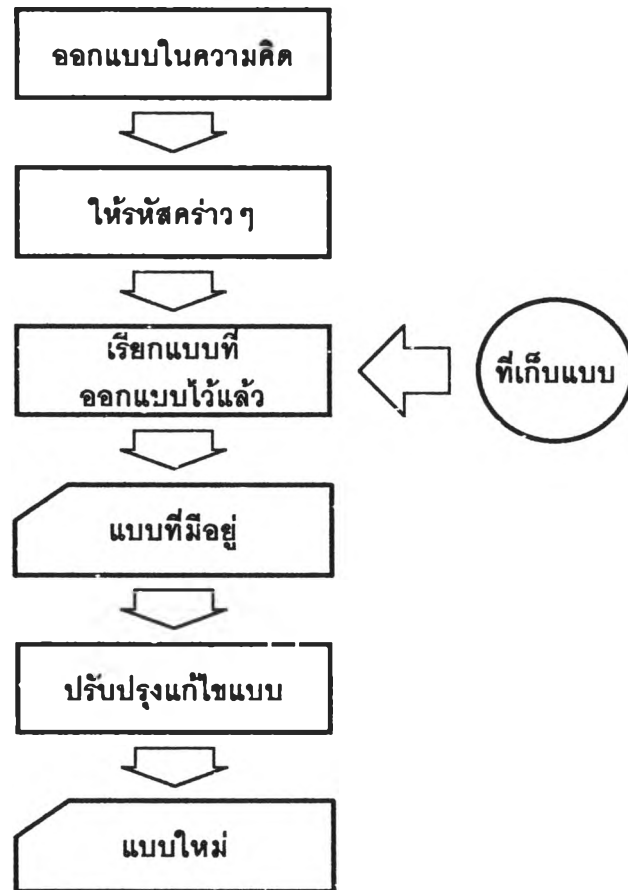 ออกแบบในความคิด
ให้รหัสคร่าวๆ
เรียกแบบที่
ออกแบบไว้แล้ว
ที่เก็บแบบ
แบบที่มีอยู่
ปรับปรุงแก้ไขแบบ
แบบใหม่